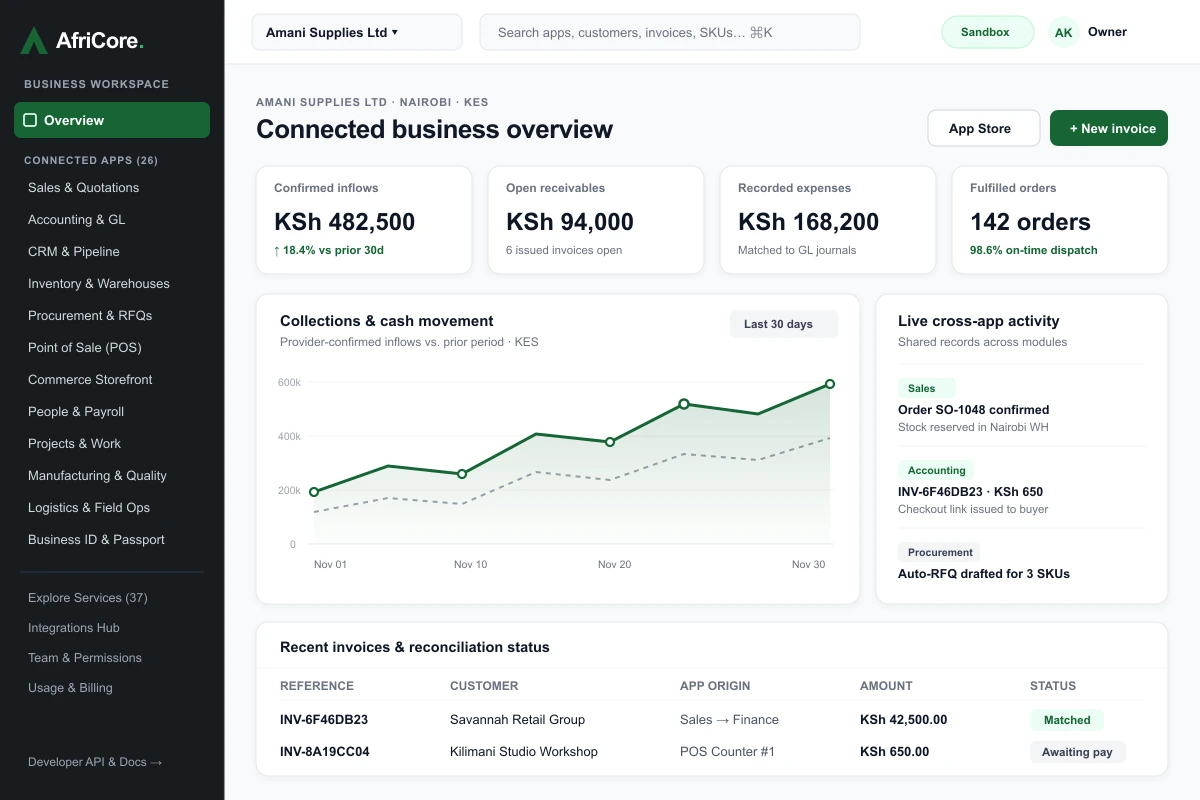 AfriCore.
BUSINESS WORKSPACE
Overview
CONNECTED APPS (26)
Sales & Quotations
Accounting & GL
CRM & Pipeline
Inventory & Warehouses
Procurement & RFQs
Point of Sale (POS)
Commerce Storefront
People & Payroll
Projects & Work
Manufacturing & Quality
Logistics & Field Ops
Business ID & Passport
Explore Services (37)
Integrations Hub
Team & Permissions
Usage & Billing
Developer API & Docs →
Amani Supplies Ltd ▾
Search apps, customers, invoices, SKUs... ⌘K
Sandbox
AK Owner
AMANI SUPPLIES LTD · NAIROBI · KES
Connected business overview
App Store
+ New invoice
Confirmed inflows
KSh 482,500
↑ 18.4% vs prior 30d
Open receivables
KSh 94,000
6 issued invoices open
Recorded expenses
KSh 168,200
Matched to GL journals
Fulfilled orders
142 orders
98.6% on-time dispatch
Collections & cash movement
Provider-confirmed inflows vs. prior period · KES
Last 30 days
600k
400k
200k
0
Nov 01 Nov 10 Nov 20 Nov 30
Live cross-app activity
Shared records across modules
Sales
Order SO-1048 confirmed
Stock reserved in Nairobi WH
Accounting
INV-6F46DB23 · KSh 650
Checkout link issued to buyer
Procurement
Auto-RFQ drafted for 3 SKUs
Recent invoices & reconciliation status
REFERENCE CUSTOMER APP ORIGIN AMOUNT STATUS
INV-6F46DB23 Savannah Retail Group Sales → Finance KSh 42,500.00 Matched
INV-8A19CC04 Kilimani Studio Workshop POS Counter #1 KSh 650.00 Awaiting pay